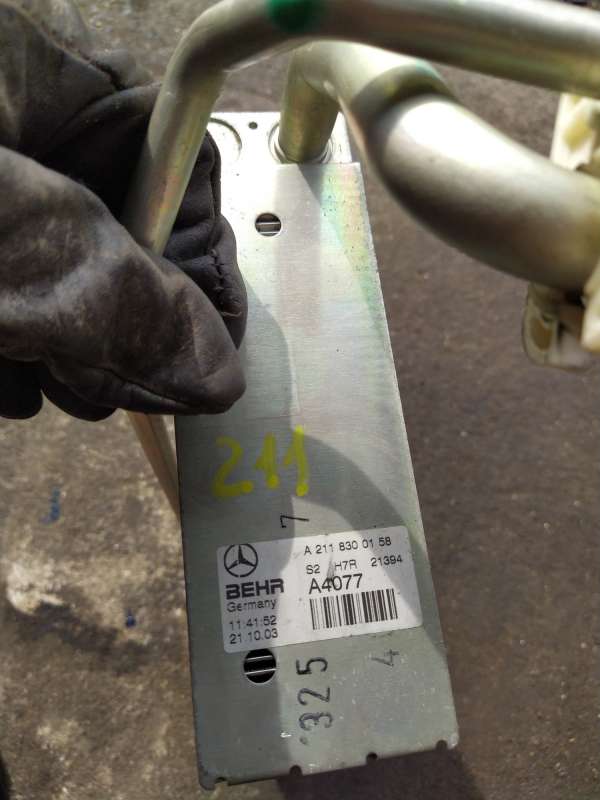 211
7
A 211 830 01 58
S2 H7R 21394
BEHR
A4077
Germany
11:41:52
21.10.03
325
4